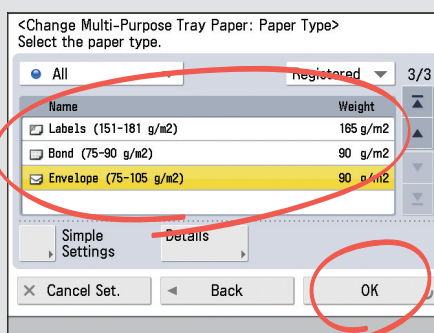 <Change Multi-Purpose Tray Paper: Paper Type>
Select the paper type.
All Registered 3/3
Name Weight
Labels (151-181 g/m2) 165 g/m2
Bond (75-90 g/m2) 90 g/m2
Envelope (75-105 g/m2) 90 g/m2
Simple Settings Details
Cancel Set. Back OK